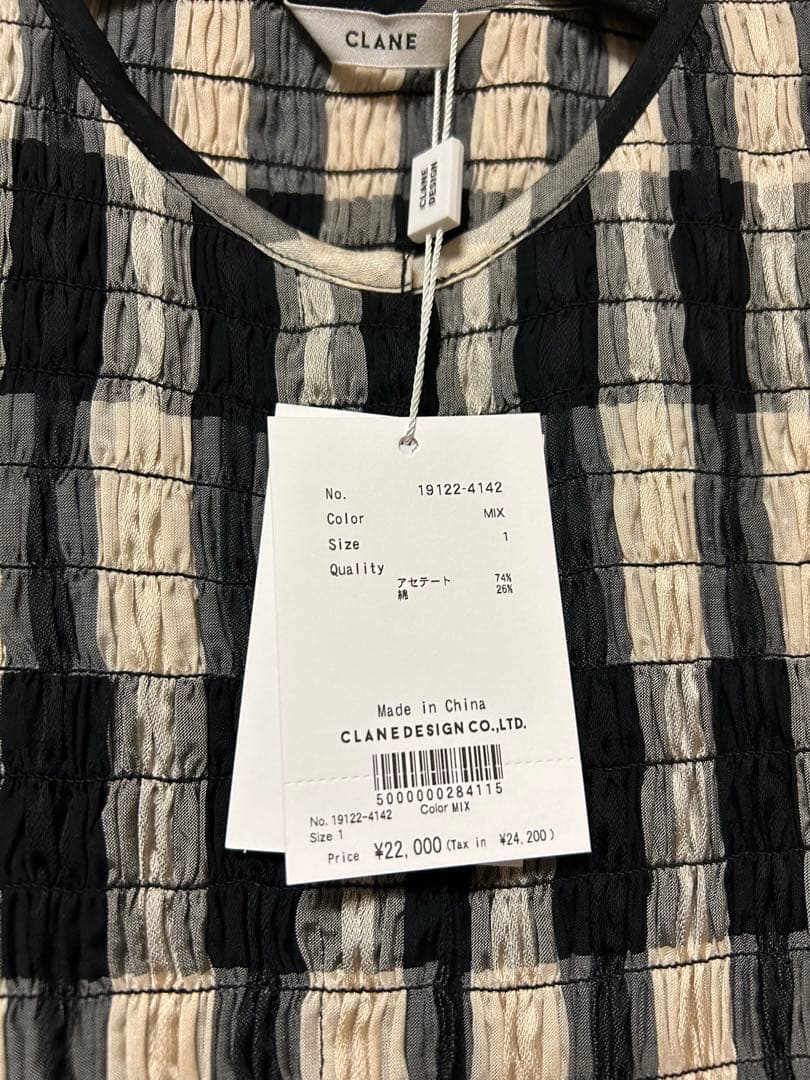 CLANE
CLANE
DESIGN
No. 19122-4142
Color MIX
Size 1
Quality
アセテート 74%
綿 26%
Made in China
CLANEDESIGN CO.,LTD.
5000000284115
No. 19122-4142 Color MIX
Size 1
Price ¥22,000(Tax in ¥24,200)